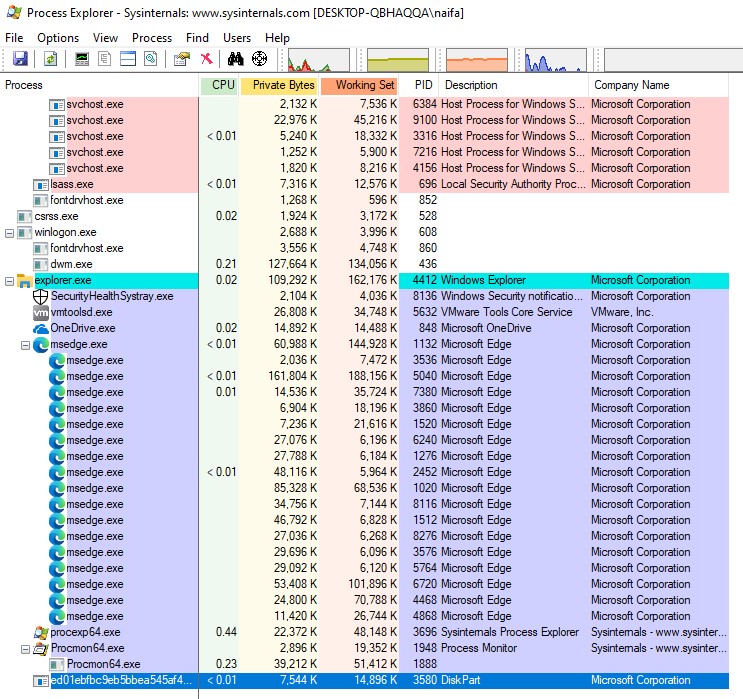 Process Explorer - Sysinternals: www.sysinternals.com [DESKTOP-QBHAQQA\naifa]
File Options View Process Find Users Help
Process CPU Private Bytes Working Set PID Description Company Name
svchost.exe 2,132 K 7,536 K 6384 Host Process for Windows S... Microsoft Corporation
svchost.exe 22,976 K 45,216 K 9100 Host Process for Windows S... Microsoft Corporation
svchost.exe < 0.01 5,240 K 18,332 K 3316 Host Process for Windows S... Microsoft Corporation
svchost.exe 1,252 K 5,900 K 7216 Host Process for Windows S... Microsoft Corporation
svchost.exe 1,820 K 8,216 K 4156 Host Process for Windows S... Microsoft Corporation
lsass.exe < 0.01 7,316 K 12,576 K 696 Local Security Authority Proc... Microsoft Corporation
fontdrvhost.exe 1,268 K 596 K 852
csrss.exe 0.02 1,924 K 3,172 K 528
winlogon.exe 2,688 K 3,996 K 608
fontdrvhost.exe 3,556 K 4,748 K 860
dwm.exe 0.21 127,664 K 134,056 K 436
explorer.exe 0.02 109,292 K 162,176 K 4412 Windows Explorer Microsoft Corporation
SecurityHealthSystray.exe 2,104 K 4,036 K 8136 Windows Security notificatio... Microsoft Corporation
vm vmtoolsd.exe 26,808 K 34,748 K 5632 VMware Tools Core Service VMware, Inc.
OneDrive.exe 0.02 14,892 K 14,488 K 848 Microsoft OneDrive Microsoft Corporation
msedge.exe < 0.01 60,988 K 144,928 K 1132 Microsoft Edge Microsoft Corporation
msedge.exe 2,036 K 7,472 K 3536 Microsoft Edge Microsoft Corporation
msedge.exe < 0.01 161,804 K 188,156 K 5040 Microsoft Edge Microsoft Corporation
msedge.exe 0.01 14,536 K 35,724 K 7380 Microsoft Edge Microsoft Corporation
msedge.exe 6,904 K 18,196 K 3860 Microsoft Edge Microsoft Corporation
msedge.exe 7,236 K 21,616 K 1520 Microsoft Edge Microsoft Corporation
msedge.exe 27,076 K 6,196 K 6240 Microsoft Edge Microsoft Corporation
msedge.exe 27,788 K 6,184 K 1276 Microsoft Edge Microsoft Corporation
msedge.exe < 0.01 48,116 K 5,964 K 2452 Microsoft Edge Microsoft Corporation
msedge.exe 85,328 K 68,536 K 1020 Microsoft Edge Microsoft Corporation
msedge.exe 34,756 K 7,144 K 8116 Microsoft Edge Microsoft Corporation
msedge.exe 46,792 K 6,828 K 1512 Microsoft Edge Microsoft Corporation
msedge.exe 27,036 K 6,268 K 8276 Microsoft Edge Microsoft Corporation
msedge.exe 29,696 K 6,096 K 3576 Microsoft Edge Microsoft Corporation
msedge.exe 29,092 K 6,120 K 5764 Microsoft Edge Microsoft Corporation
msedge.exe 53,408 K 101,896 K 6720 Microsoft Edge Microsoft Corporation
msedge.exe 24,800 K 70,788 K 4468 Microsoft Edge Microsoft Corporation
msedge.exe 11,420 K 26,744 K 4868 Microsoft Edge Microsoft Corporation
procexp64.exe 0.44 22,372 K 48,148 K 3696 Sysinternals Process Explorer Sysinternals - www.sysinter...
Procmon64.exe 2,896 K 19,352 K 1948 Process Monitor Sysinternals - www.sysinter...
Procmon64.exe 0.23 39,212 K 51,412 K 1888
ed01ebfbc9eb5bbea545af4... < 0.01 7,544 K 14,896 K 3580 DiskPart Microsoft Corporation